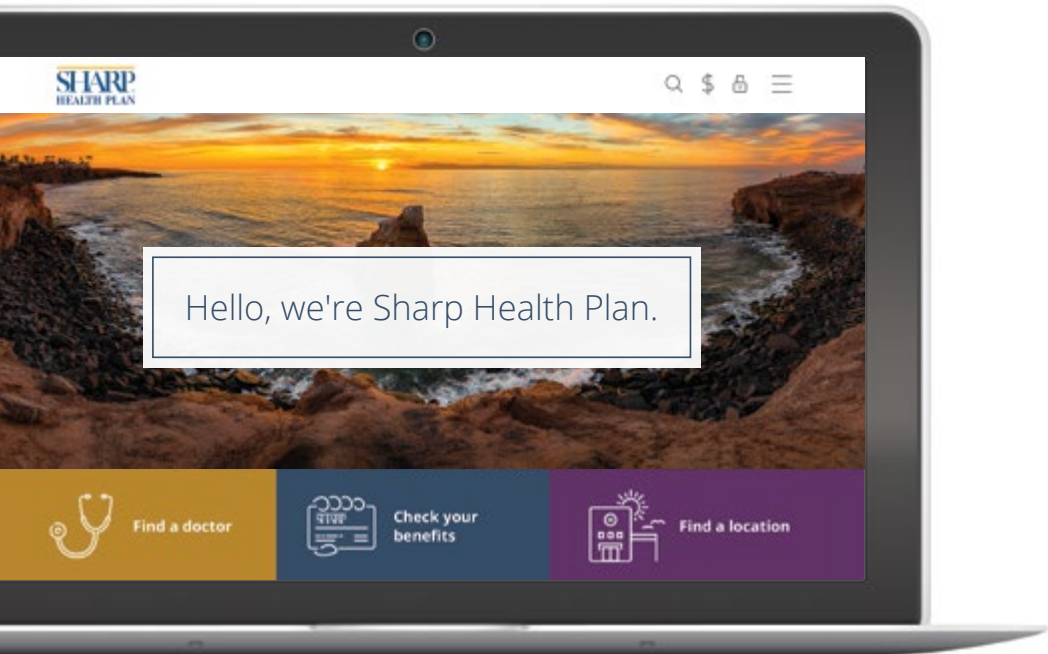 SHARP
HEALTH PLAN
$
Hello, we're Sharp Health Plan.
Find a doctor
Check your
benefits
Find a location